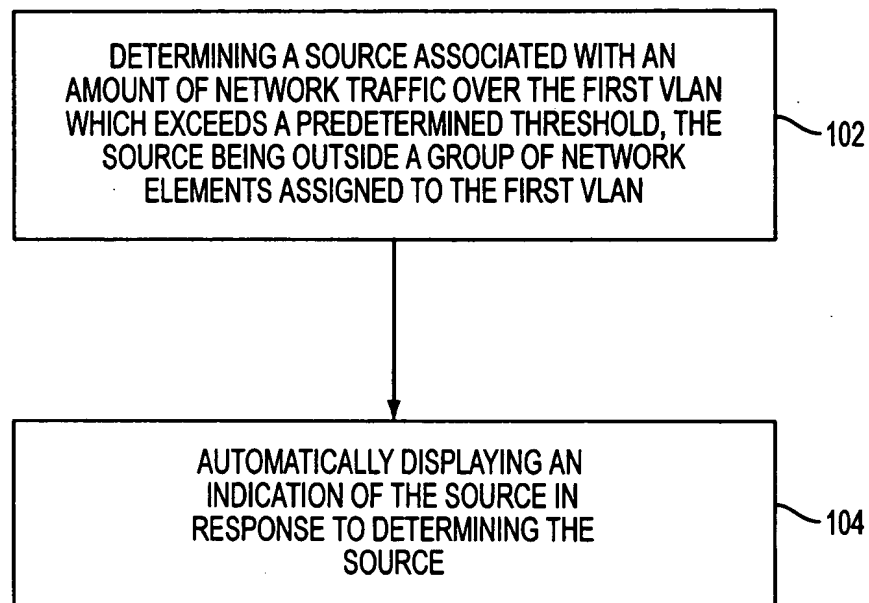 DETERMINING A SOURCE ASSOCIATED WITH AN
AMOUNT OF NETWORK TRAFFIC OVER THE FIRST VLAN
WHICH EXCEEDS A PREDETERMINED THRESHOLD, THE
SOURCE BEING OUTSIDE A GROUP OF NETWORK
ELEMENTS ASSIGNED TO THE FIRST VLAN
102
AUTOMATICALLY DISPLAYING AN
INDICATION OF THE SOURCE IN
RESPONSE TO DETERMINING THE
SOURCE
104